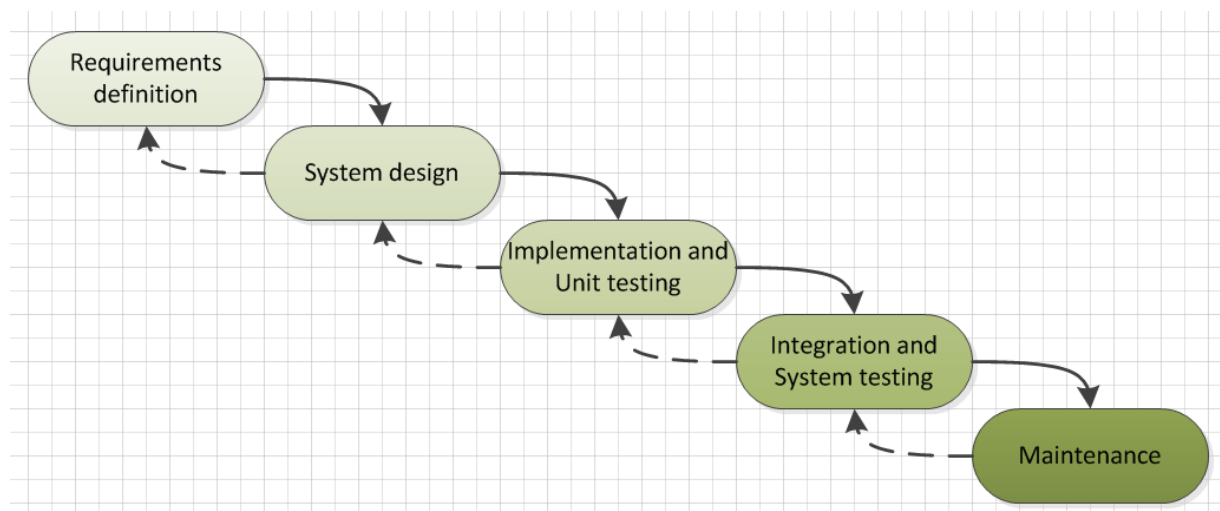 Requirements
definition
System design
Implementation and
Unit testing
Integration and
System testing
Maintenance